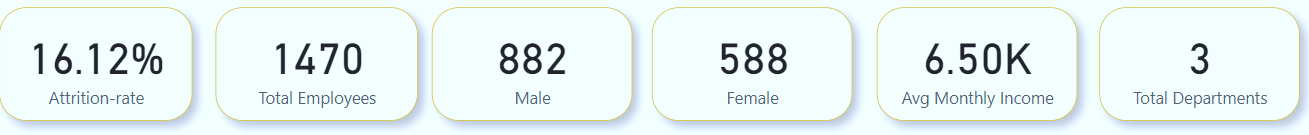 16.12%
Attrition-rate
1470
Total Employees
882
Male
588
Female
6.50K
Avg Monthly Income
3
Total Departments